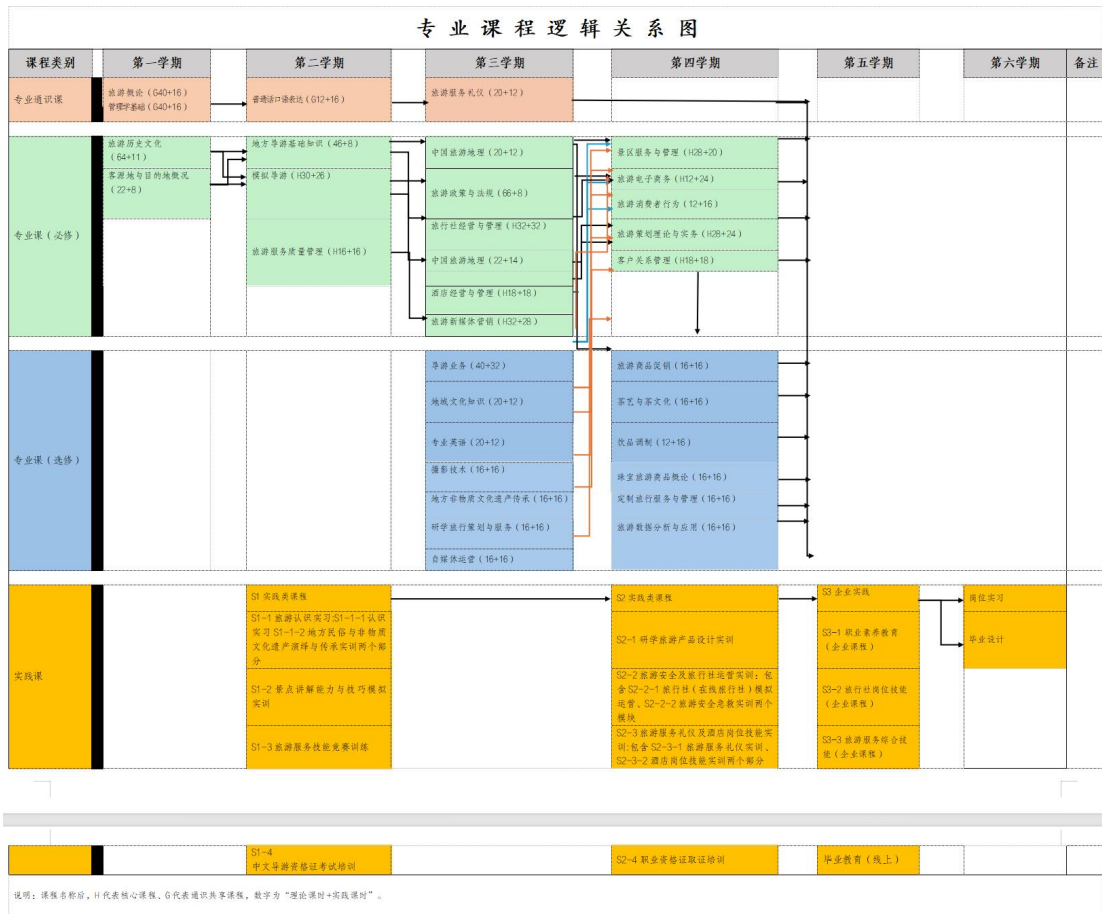 专业课程逻辑关系图
课程类别
第一学期
第二学期
第三学期
第四学期
第五学期
第六学期
备注
专业通识课
旅游概论（G40+16）
管理学基础（G40+16）
普通话口语表达（G12+16）
旅游服务礼仪（20+12）
专业课（必修）
旅游历史文化
（64+11）
客源地与目的地概况
（22+8）
地方导游基础知识（46+8）
模拟导游（H30+26）
旅游服务质量管理（H16+16）
中国旅游地理（20+12）
旅游政策与法规（66+8）
旅行社经营与管理（H32+32）
中国旅游地理（22+14）
酒店经营与管理（H18+18）
旅游新媒体营销（H32+28）
景区服务与管理（H28+20）
旅游电子商务（H12+24）
旅游消费者行为（12+16）
旅游策划理论与实务（H28+24）
客户关系管理（H18+18）
专业课（选修）
导游业务（40+32）
地域文化知识（20+12）
专业英语（20+12）
摄影技术（16+16）
地方非物质文化遗产传承（16+16）
研学旅行策划与服务（16+16）
自媒体运营（16+16）
旅游商品促销（16+16）
茶艺与茶文化（16+16）
饮品调制（12+16）
珠宝旅游商品概论（16+16）
定制旅行服务与管理（16+16）
旅游数据分析与应用（16+16）
实践课
S1 实践类课程
S1-1 旅游认识实习:S1-1-1 认识
实习 S1-1-2 地方民俗与非物质
文化遗产演绎与传承实训两个部
分
S1-2 景点讲解能力与技巧模拟
实训
S1-3 旅游服务技能竞赛训练
S2 实践类课程
S2-1 研学旅游产品设计实训
S2-2 旅游安全及旅行社运营实训：包
含 S2-2-1 旅行社（在线旅行社）模拟
运营、S2-2-2 旅游安全急救实训两个
模块
S2-3 旅游服务礼仪及酒店岗位技能实
训:包含 S2-3-1 旅游服务礼仪实训、
S2-3-2 酒店岗位技能实训两个部分
S3 企业实践
S3-1 职业素养教育
（企业课程）
S3-2 旅行社岗位技能
（企业课程）
S3-3 旅游服务综合技
能（企业课程）
岗位实习
毕业设计
S1-4
中文导游资格证考试培训
S2-4 职业资格证取证培训
毕业教育（线上）
说明：课程名称后，H 代表核心课程、G 代表通识共享课程，数字为“理论课时+实践课时”。